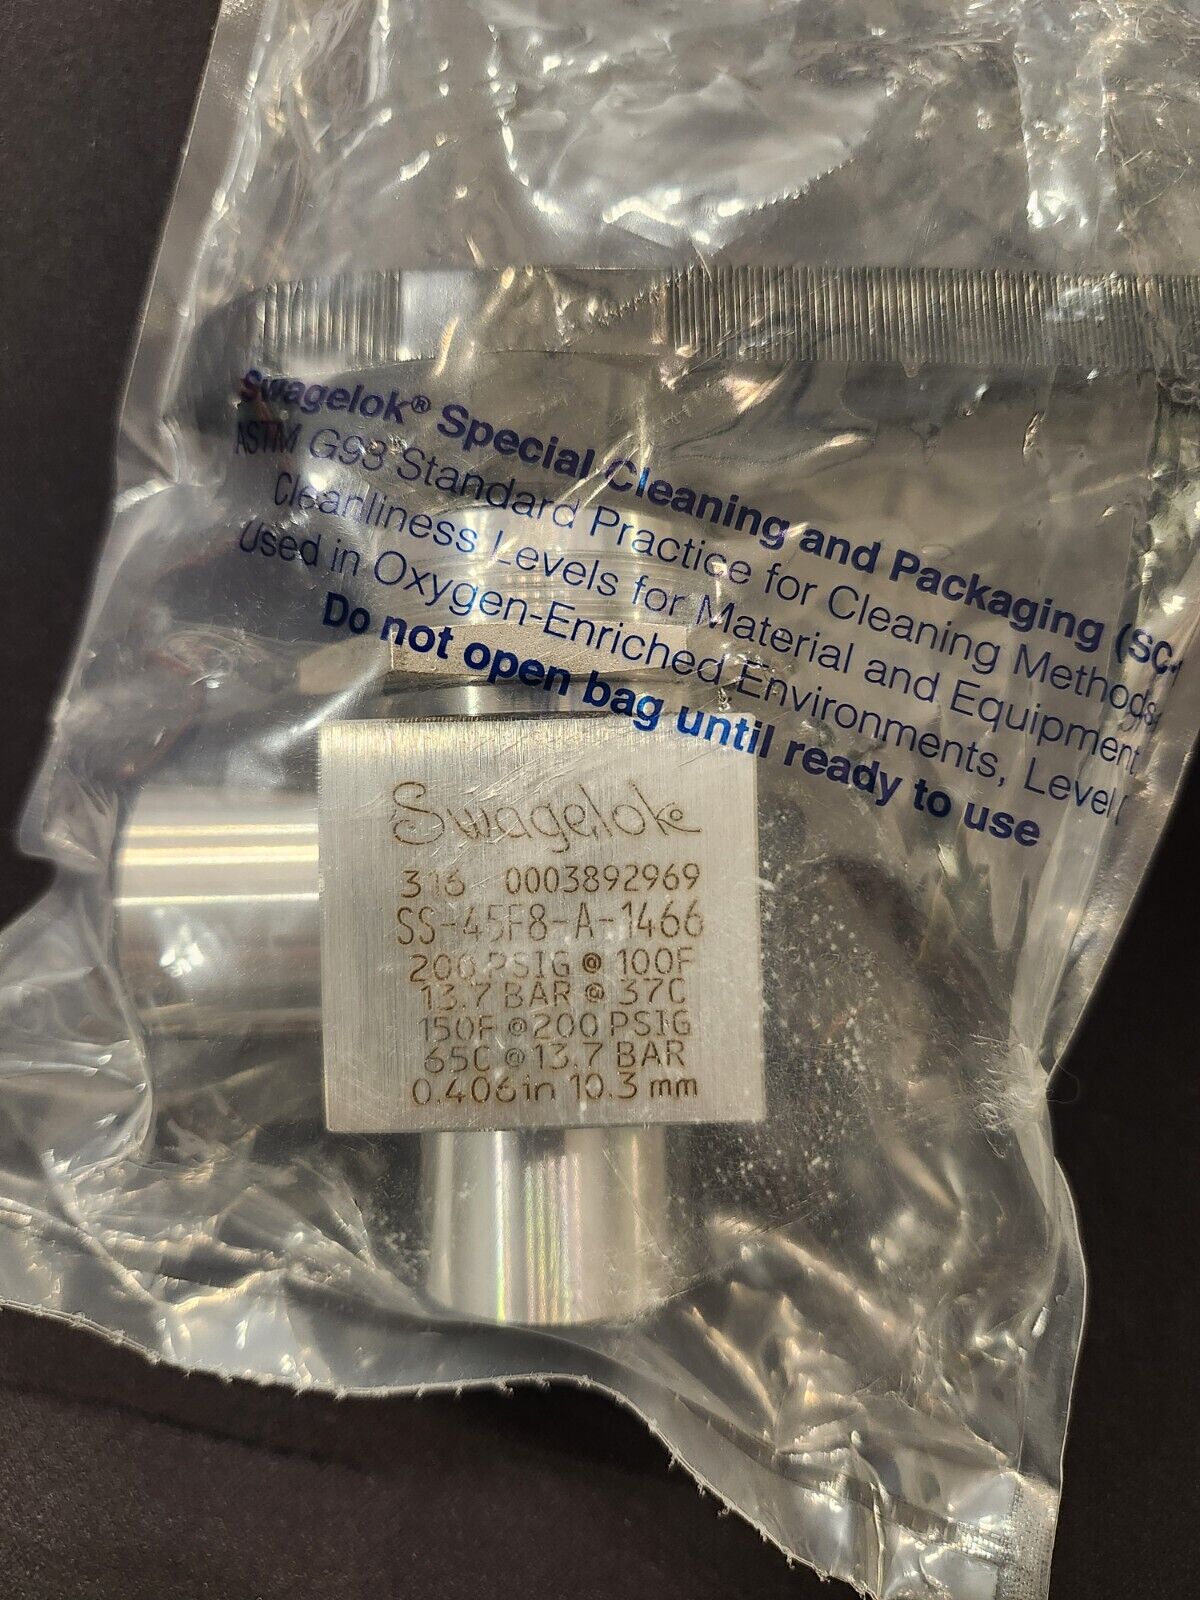 Swagelok® Special Cleaning and Packaging
ASTM G93 Standard Practice for Cleaning Methods
Cleanliness Levels for Material and Equipment
Used in Oxygen-Enriched Environments, Level
Do not open bag until ready to use
Swagelok
316 0003892969
SS-45F8-A-1466
200 PSIG @ 100F
13.7 BAR @ 37C
150F @ 200 PSIG
65C @ 13.7 BAR
0.406in 10.3 mm